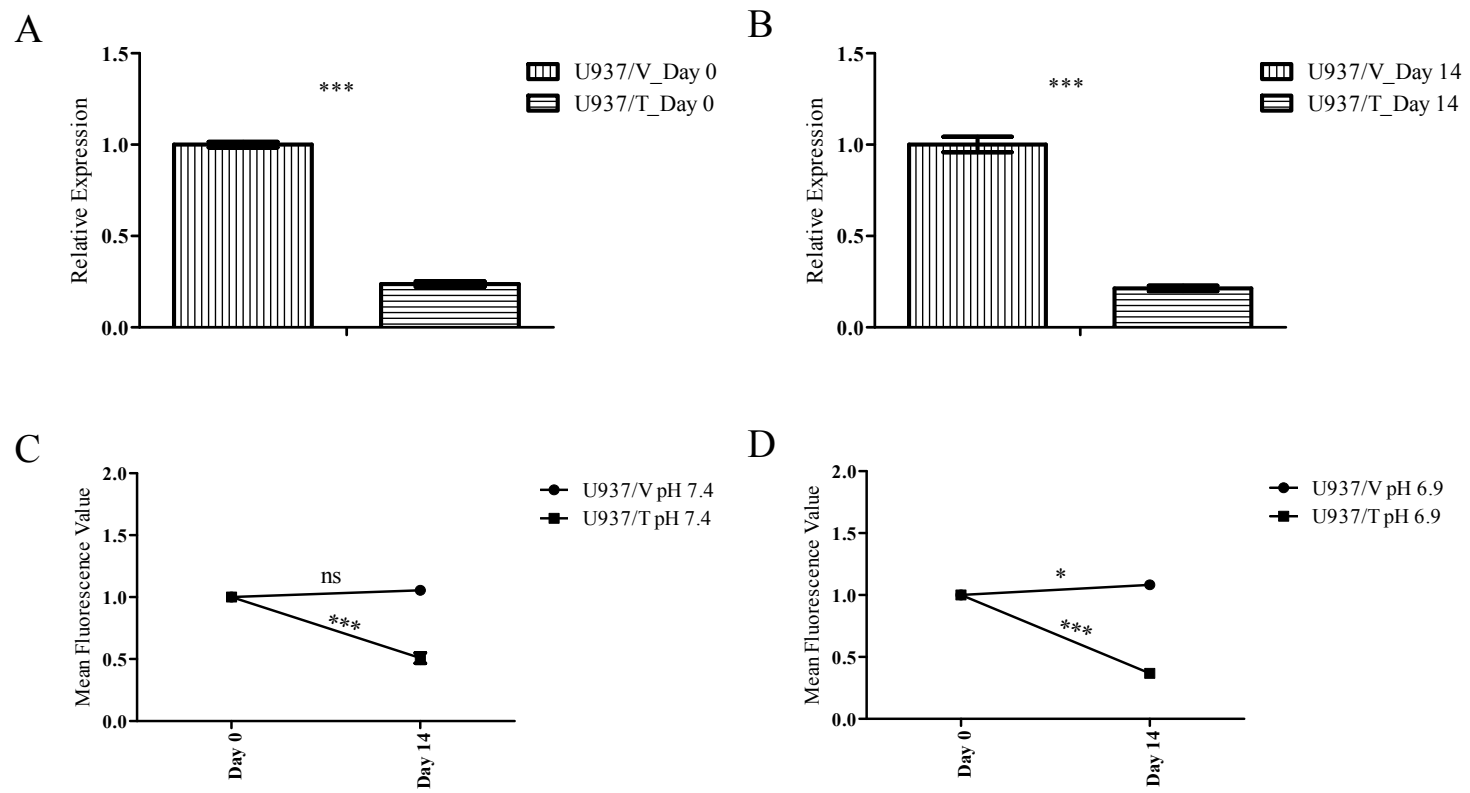 A
Relative Expression
1.5
1.0
0.5
0.0
***
U937/V_Day 0
U937/T_Day 0
B
Relative Expression
1.5
1.0
0.5
0.0
***
U937/V_Day 14
U937/T_Day 14
C
Mean Fluorescence Value
2.0
1.5
1.0
0.5
0.0
ns
***
Day 0
Day 14
U937/V pH 7.4
U937/T pH 7.4
D
Mean Fluorescence Value
2.0
1.5
1.0
0.5
0.0
*
***
Day 0
Day 14
U937/V pH 6.9
U937/T pH 6.9